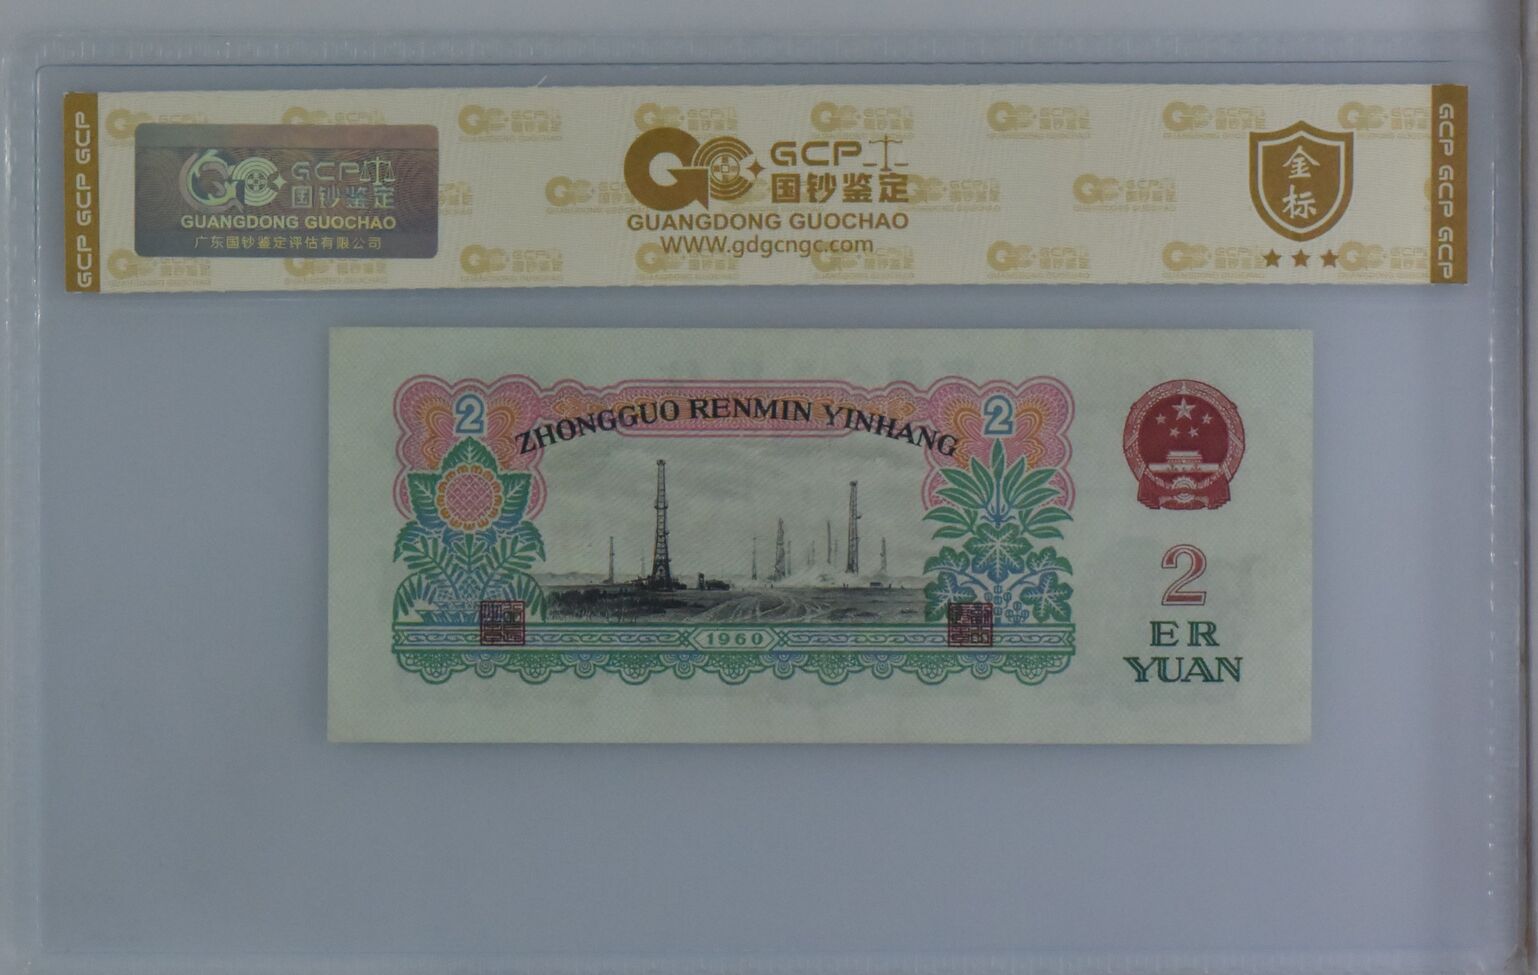 GCP GCP GCP
GCP 国钞鉴定
GUANGDONG GUOCHAO
广东国钞鉴定评估有限公司
GCP
国钞鉴定
GUANGDONG GUOCHAO
WWW.gdgcngc.com
金标
GCP GCP GCP
2
ZHONGGUO RENMIN YINHANG
2
1960
2
ER
YUAN